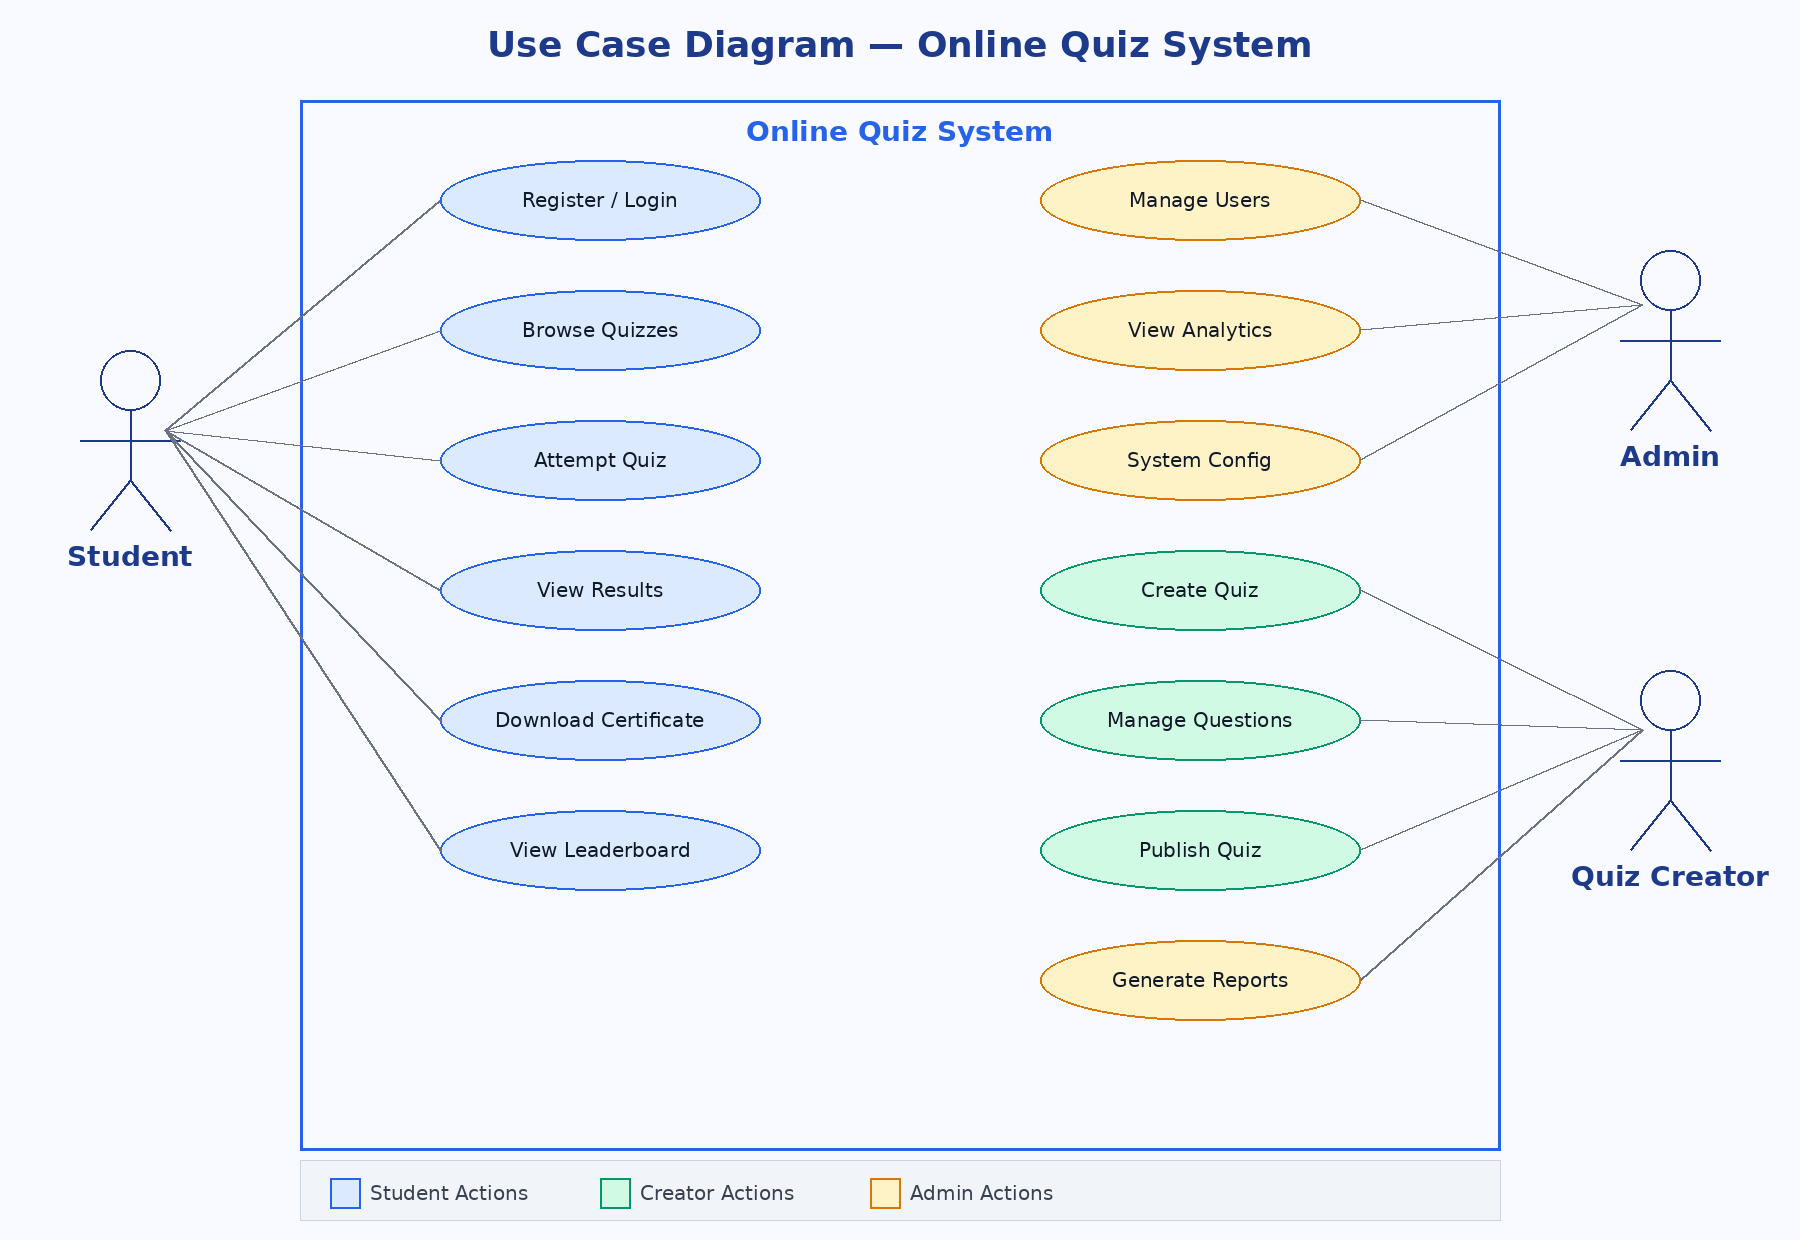 Use Case Diagram — Online Quiz System
Online Quiz System
Register / Login
Manage Users
Browse Quizzes
View Analytics
Attempt Quiz
System Config
Admin
Student
View Results
Create Quiz
Download Certificate
Manage Questions
View Leaderboard
Publish Quiz
Quiz Creator
Generate Reports
Student Actions
Creator Actions
Admin Actions